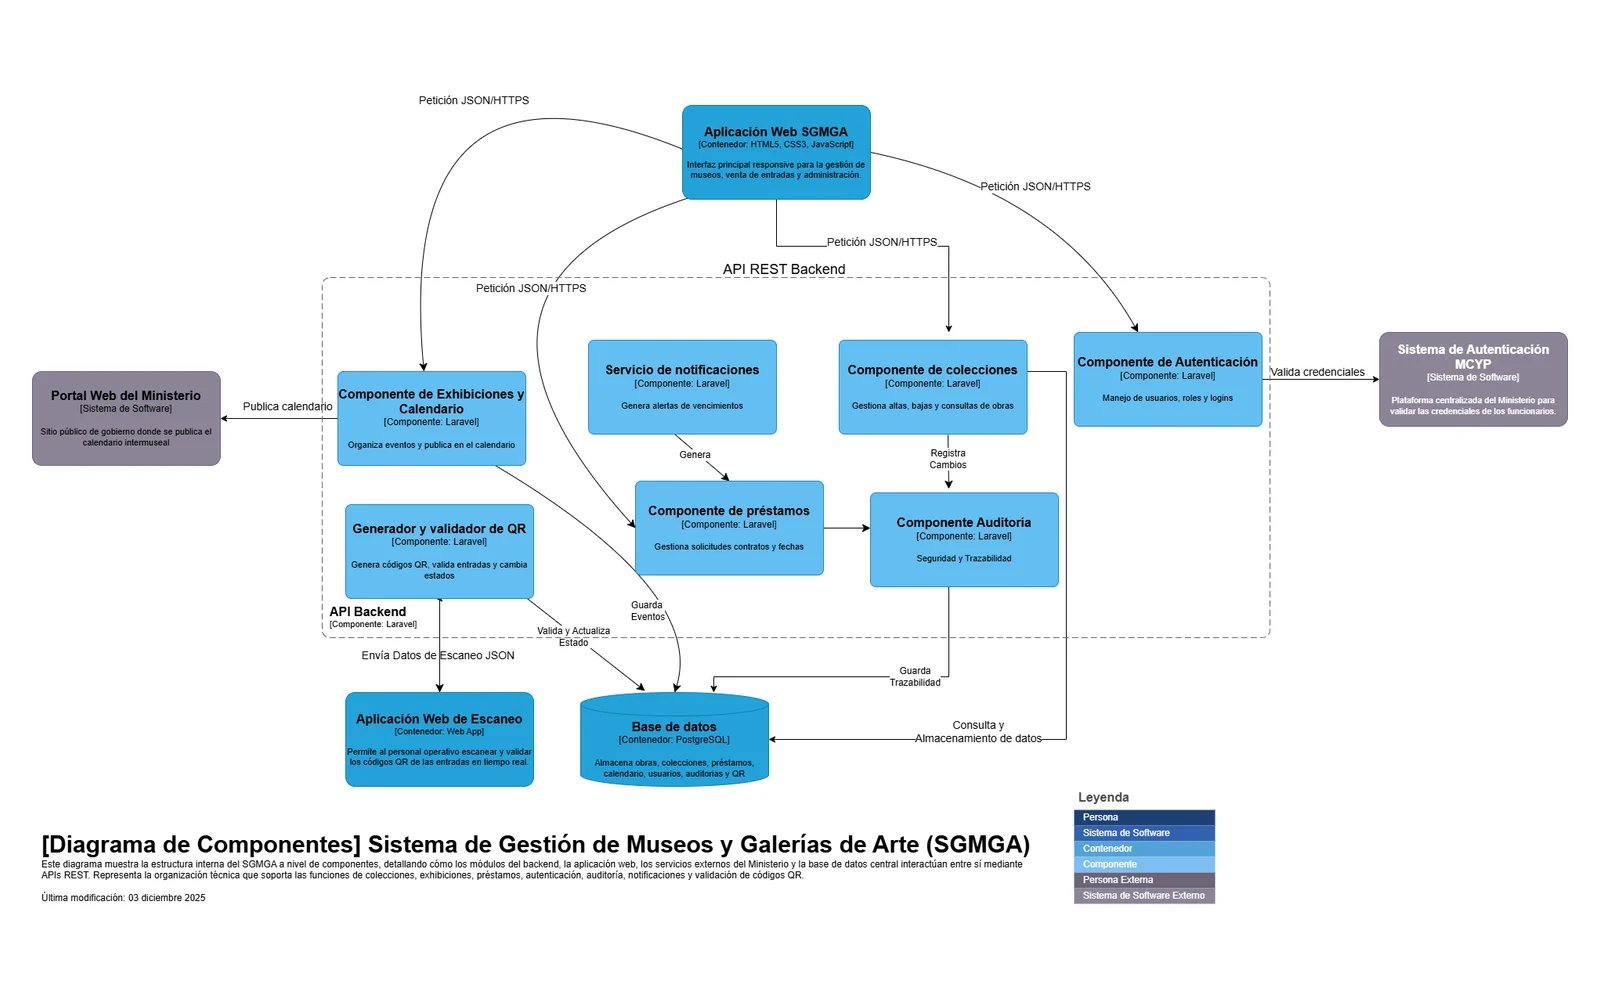 Petición JSON/HTTPS
Aplicación Web SGMGA
[Contenedor: HTML5, CSS3, JavaScript]
Interfaz principal responsive para la gestión de
museos, venta de entradas y administración.
Petición JSON/HTTPS
Petición JSON/HTTPS
API REST Backend
Petición JSON/HTTPS
Portal Web del Ministerio
[Sistema de Software]
Sitio público de gobierno donde se publica el
calendario intermuseal
Publica calendario
Componente de Exhibiciones y
Calendario
[Componente: Laravel]
Organiza eventos y publica en el calendario
Servicio de notificaciones
[Componente: Laravel]
Genera alertas de vencimientos
Componente de colecciones
[Componente: Laravel]
Gestiona altas, bajas y consultas de obras
Componente de Autenticación
[Componente: Laravel]
Manejo de usuarios, roles y logins
Valida credenciales
Sistema de Autenticación
MCYP
[Sistema de Software]
Plataforma centralizada del Ministerio para
validar las credenciales de los funcionarios.
Genera
Registra
Cambios
Generador y validador de QR
[Componente: Laravel]
Genera códigos QR, valida entradas y cambia
estados
Componente de préstamos
[Componente: Laravel]
Gestiona solicitudes contratos y fechas
Componente Auditoría
[Componente: Laravel]
Seguridad y Trazabilidad
API Backend
[Componente: Laravel]
Guarda
Eventos
Valida y Actualiza
Estado
Envía Datos de Escaneo JSON
Guarda
Trazabilidad
Aplicación Web de Escaneo
[Contenedor: Web App]
Permite al personal operativo escanear y validar
los códigos QR de las entradas en tiempo real.
Base de datos
[Contenedor: PostgreSQL]
Almacena obras, colecciones, préstamos,
calendario, usuarios, auditorias y QR
Consulta y
Almacenamiento de datos
Leyenda
Persona
Sistema de Software
Contenedor
Componente
Persona Externa
Sistema de Software Externo
[Diagrama de Componentes] Sistema de Gestión de Museos y Galerías de Arte (SGMGA)
Este diagrama muestra la estructura interna del SGMGA a nivel de componentes, detallando cómo los módulos del backend, la aplicación web, los servicios externos del Ministerio y la base de datos central interactúan entre sí mediante
APIs REST. Representa la organización técnica que soporta las funciones de colecciones, exhibiciones, préstamos, autenticación, auditoría, notificaciones y validación de códigos QR.
Última modificación: 03 diciembre 2025